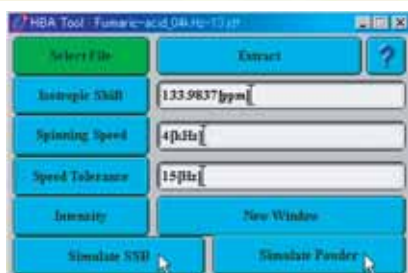 HBA Tool : Fumaric-acid_04kHz-13.jdf
Select File Extract ?
Isotropic Shift 133.9837[ppm]
Spinning Speed 4[kHz]
Speed Tolerance 15[Hz]
Intensity New Window
Simulate SSB Simulate Powder